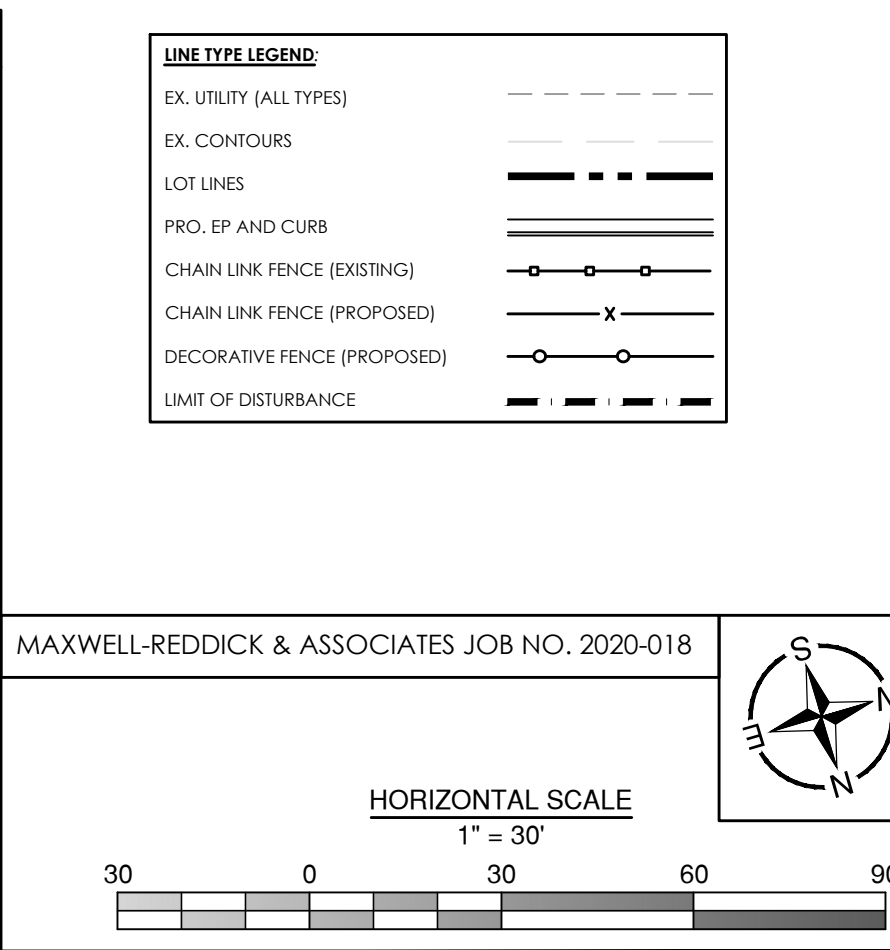 LINE TYPE LEGEND:
EX. UTILITY (ALL TYPES)
EX. CONTOURS
LOT LINES
PRO. EP AND CURB
CHAIN LINK FENCE (EXISTING)
CHAIN LINK FENCE (PROPOSED)
X
DECORATIVE FENCE (PROPOSED)
LIMIT OF DISTURBANCE
MAXWELL-REDDICK & ASSOCIATES JOB NO. 2020-018
S
E
N
HORIZONTAL SCALE
1" = 30'
30 0 30 60 90